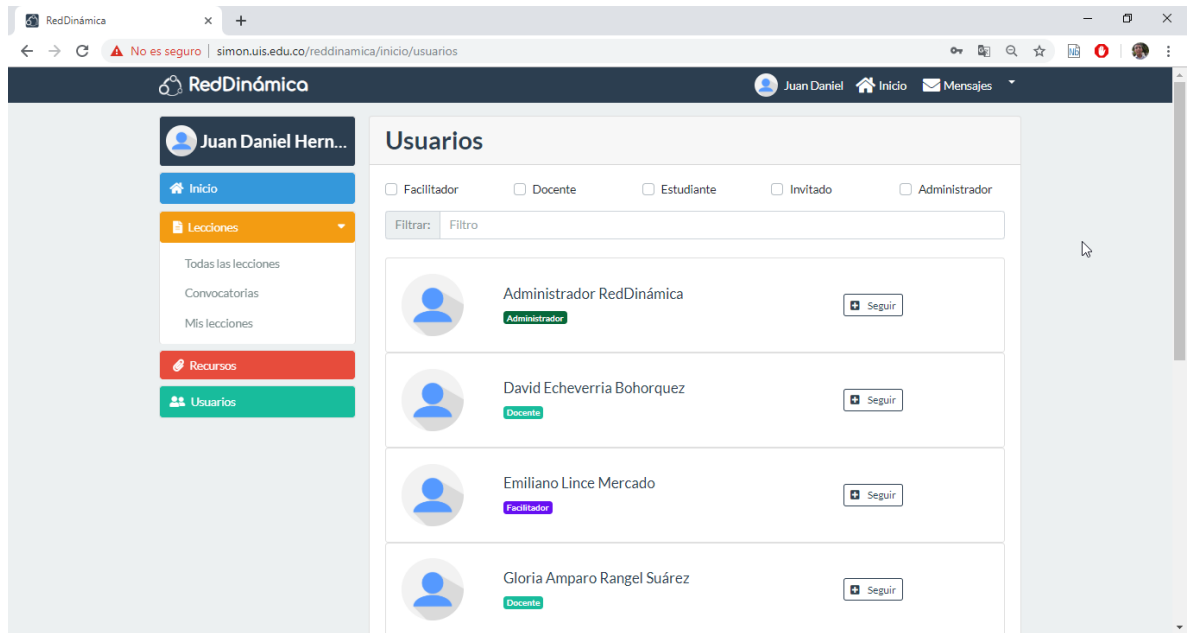 RedDinámica
No es seguro | simon.uis.edu.co/reddinamica/inicio/usuarios
Nb
RedDinámica
Juan Daniel Inicio Mensajes
Juan Daniel Hern...
Inicio
Lecciones
Todas las lecciones
Convocatorias
Mis lecciones
Recursos
Usuarios
Usuarios
Facilitador Docente Estudiante Invitado Administrador
Filtrar: Filtro
Administrador RedDinámica
Administrador
Seguir
David Echeverria Bohorquez
Docente
Seguir
Emiliano Lince Mercado
Facilitador
Seguir
Gloria Amparo Rangel Suárez
Docente
Seguir